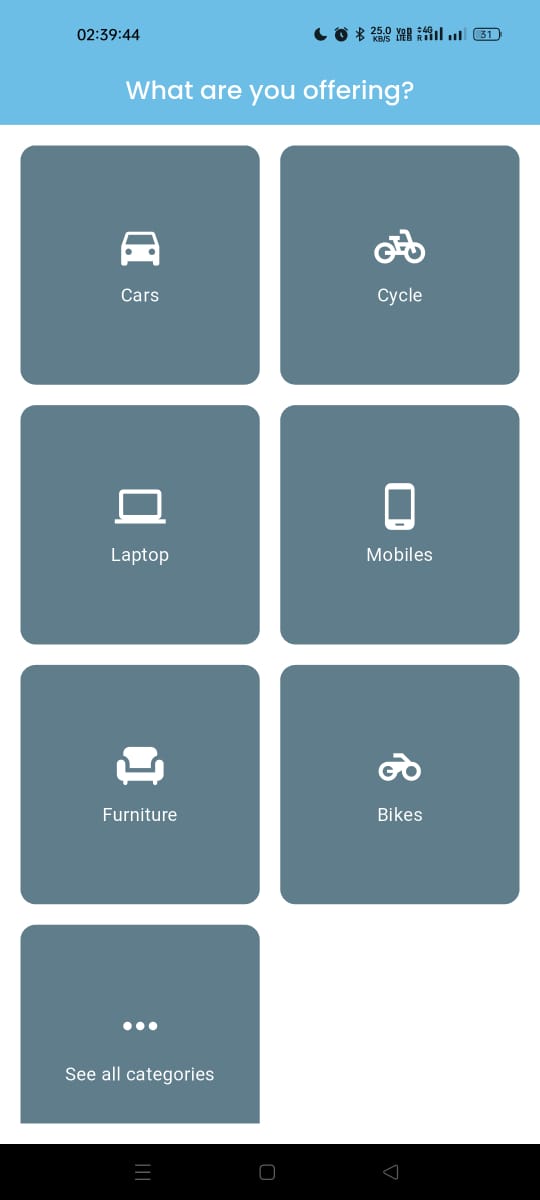 02:39:44
25.0 KB/S
Vo LTE
4G
R
31
What are you offering?
Cars
Cycle
Laptop
Mobiles
Furniture
Bikes
See all categories